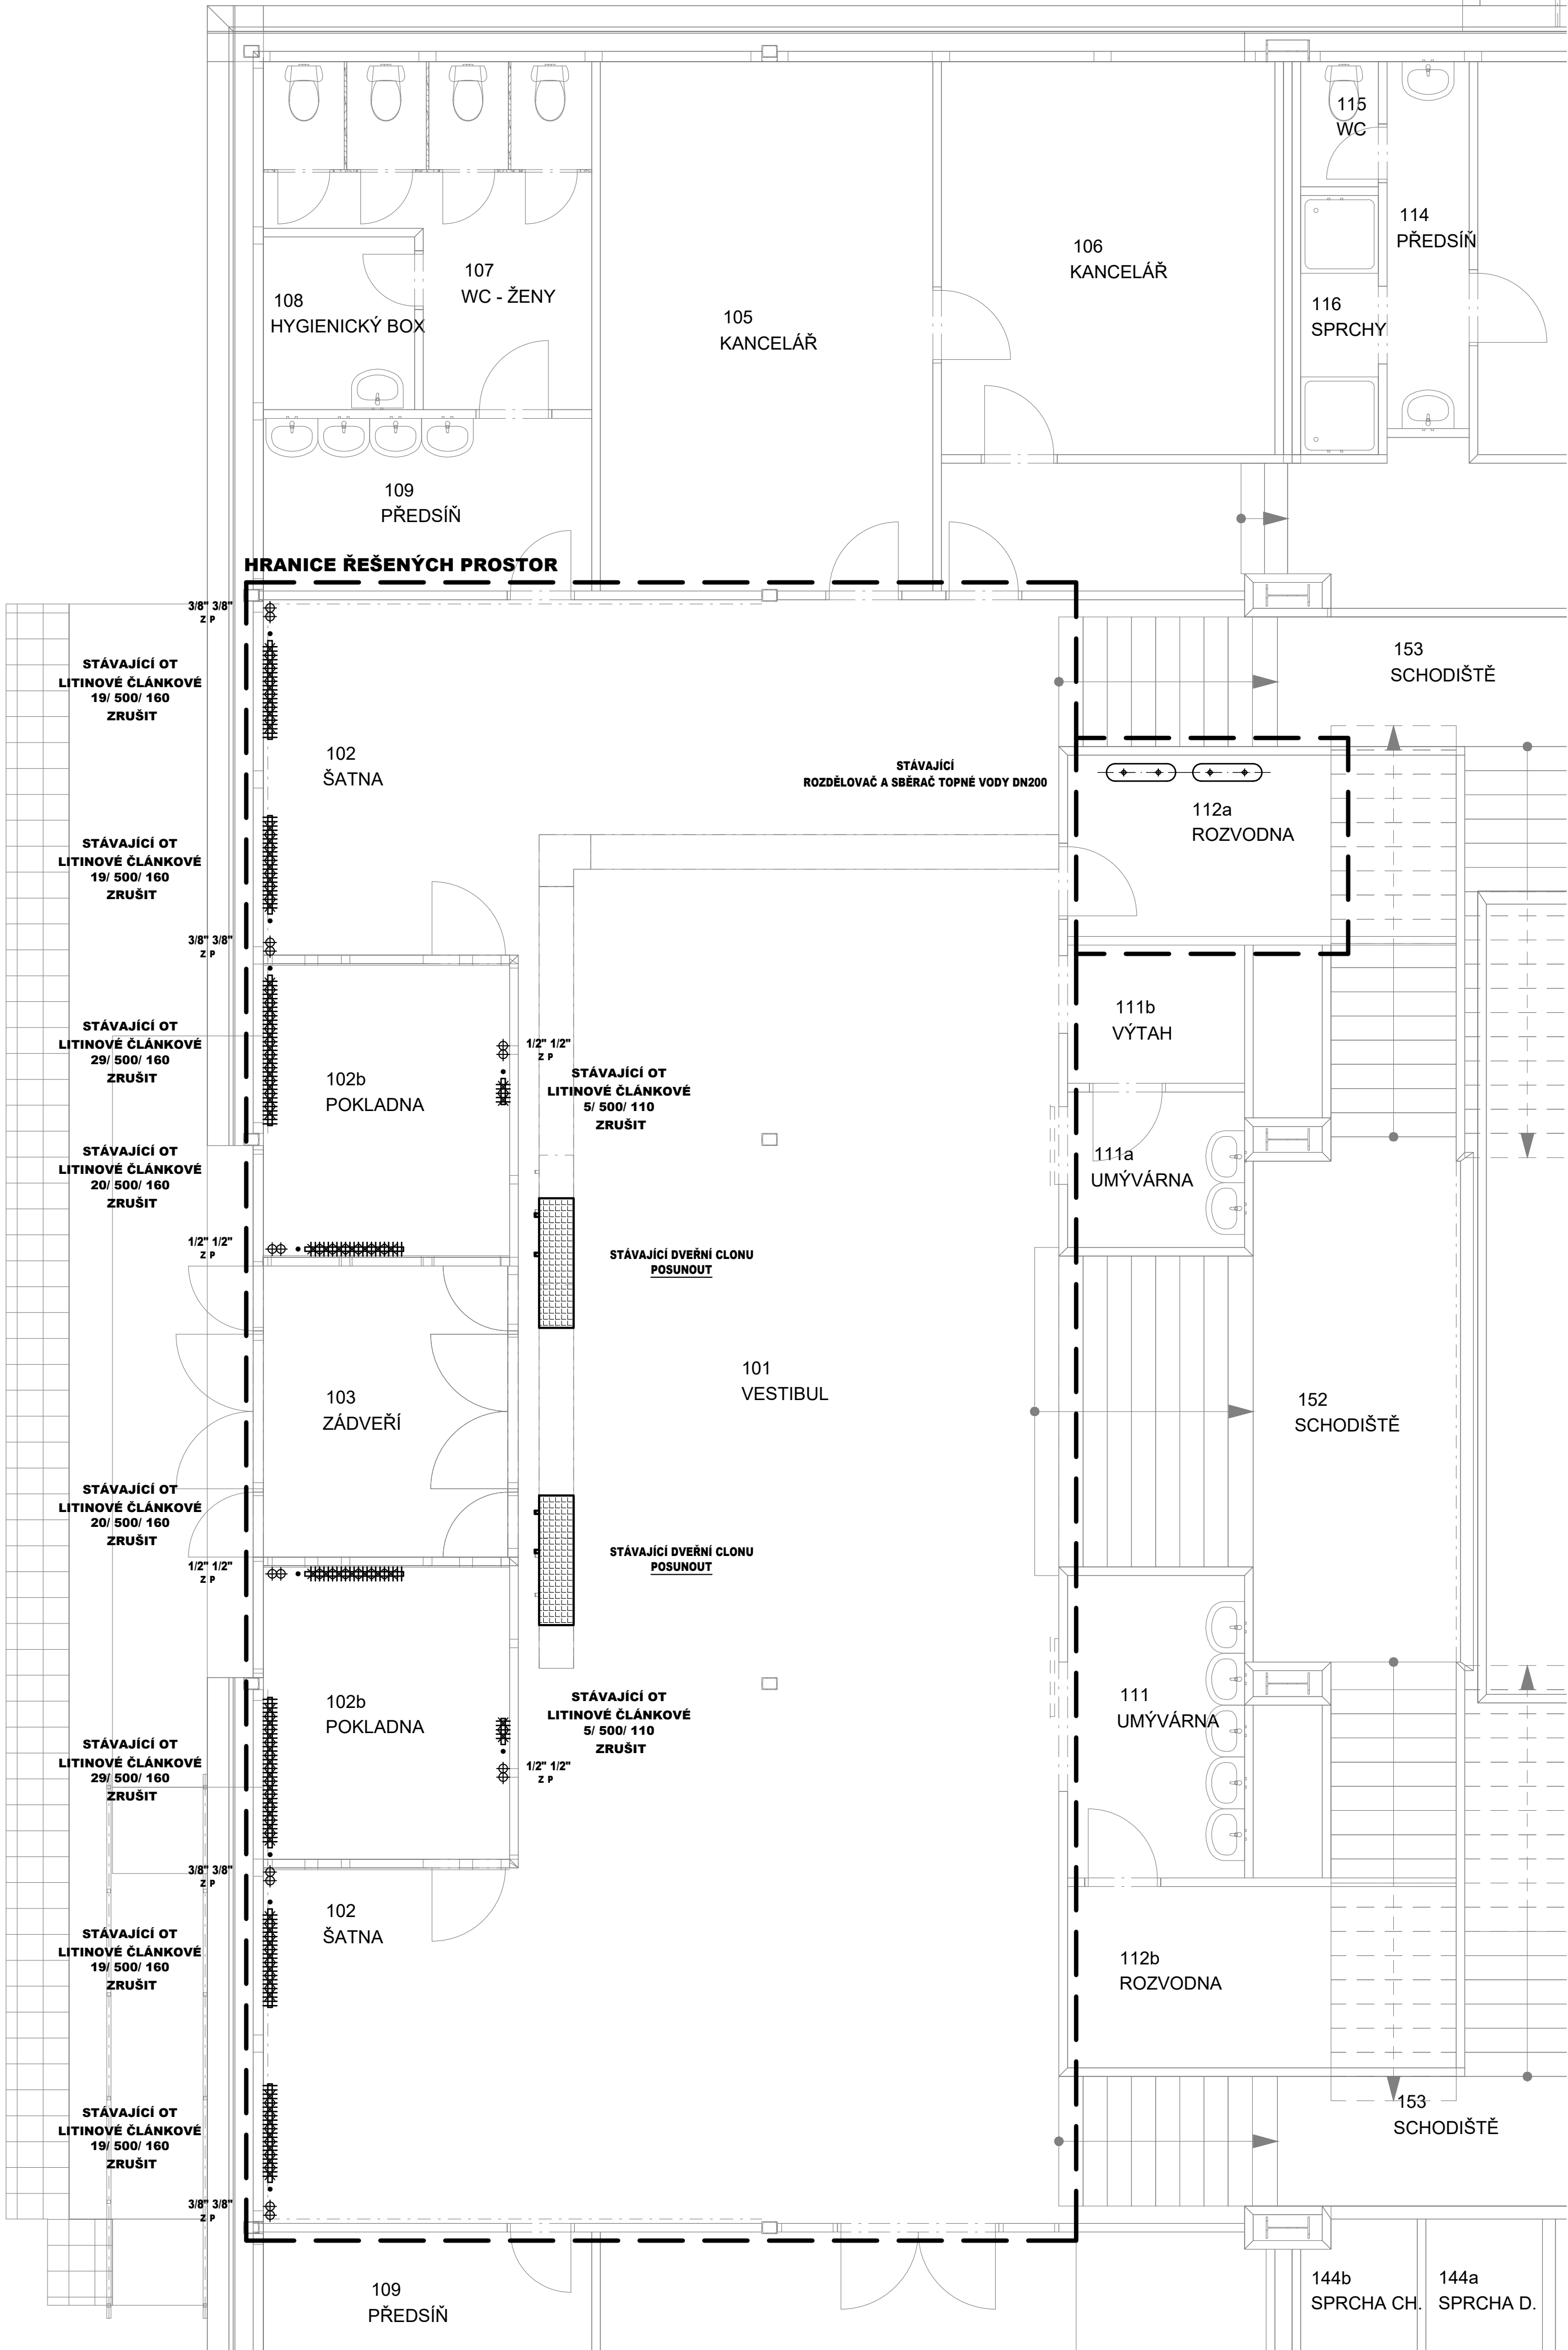 115
WC
114
PŘEDSÍŇ
106
KANCELÁŘ
107
WC - ŽENY
108
HYGIENICKÝ BOX
105
KANCELÁŘ
116
SPRCHY
109
PŘEDSÍŇ
HRANICE ŘEŠENÝCH PROSTOR
3/8" 3/8"
Z P
STÁVAJÍCÍ OT
LITINOVÉ ČLÁNKOVÉ
19/ 500/ 160
ZRUŠIT
153
SCHODIŠTĚ
102
ŠATNA
STÁVAJÍCÍ
ROZDĚLOVAČ A SBĚRAČ TOPNÉ VODY DN200
112a
ROZVODNA
STÁVAJÍCÍ OT
LITINOVÉ ČLÁNKOVÉ
19/ 500/ 160
ZRUŠIT
3/8" 3/8"
Z P
STÁVAJÍCÍ OT
LITINOVÉ ČLÁNKOVÉ
29/ 500/ 160
ZRUŠIT
102b
POKLADNA
1/2" 1/2"
Z P
STÁVAJÍCÍ OT
LITINOVÉ ČLÁNKOVÉ
5/ 500/ 110
ZRUŠIT
111b
VÝTAH
STÁVAJÍCÍ OT
LITINOVÉ ČLÁNKOVÉ
20/ 500/ 160
ZRUŠIT
111a
UMÝVÁRNA
1/2" 1/2"
Z P
STÁVAJÍCÍ DVEŘNÍ CLONU
POSUNOUT
101
VESTIBUL
103
ZÁDVEŘÍ
152
SCHODIŠTĚ
STÁVAJÍCÍ OT
LITINOVÉ ČLÁNKOVÉ
20/ 500/ 160
ZRUŠIT
1/2" 1/2"
Z P
STÁVAJÍCÍ DVEŘNÍ CLONU
POSUNOUT
102b
POKLADNA
STÁVAJÍCÍ OT
LITINOVÉ ČLÁNKOVÉ
5/ 500/ 110
ZRUŠIT
1/2" 1/2"
Z P
111
UMÝVÁRNA
STÁVAJÍCÍ OT
LITINOVÉ ČLÁNKOVÉ
29/ 500/ 160
ZRUŠIT
3/8" 3/8"
Z P
102
ŠATNA
STÁVAJÍCÍ OT
LITINOVÉ ČLÁNKOVÉ
19/ 500/ 160
ZRUŠIT
112b
ROZVODNA
STÁVAJÍCÍ OT
LITINOVÉ ČLÁNKOVÉ
19/ 500/ 160
ZRUŠIT
153
SCHODIŠTĚ
3/8" 3/8"
Z P
109
PŘEDSÍŇ
144b
SPRCHA CH.
144a
SPRCHA D.